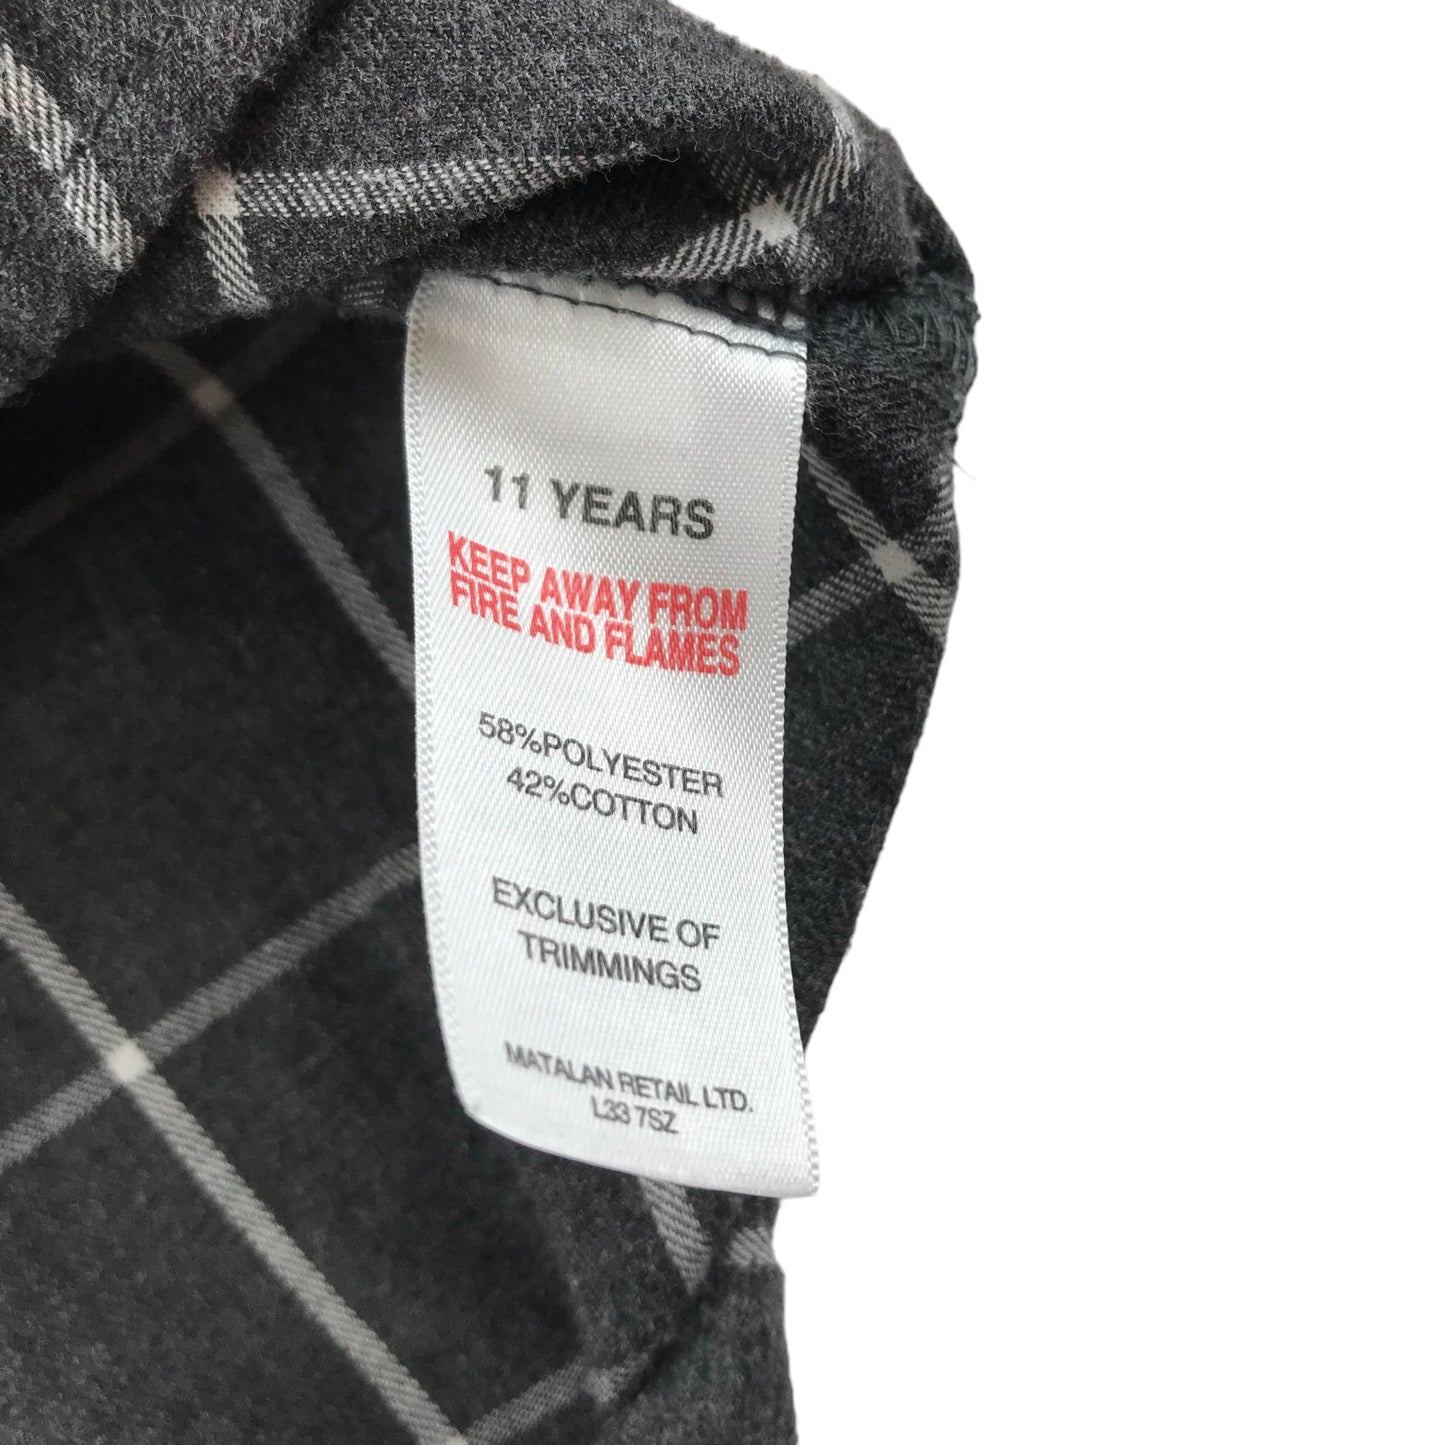 11 YEARS
KEEP AWAY FROM
FIRE AND FLAMES
58%POLYESTER
42%COTTON
EXCLUSIVE OF
TRIMMINGS
MATALAN RETAIL LTD.
L33 7SZ